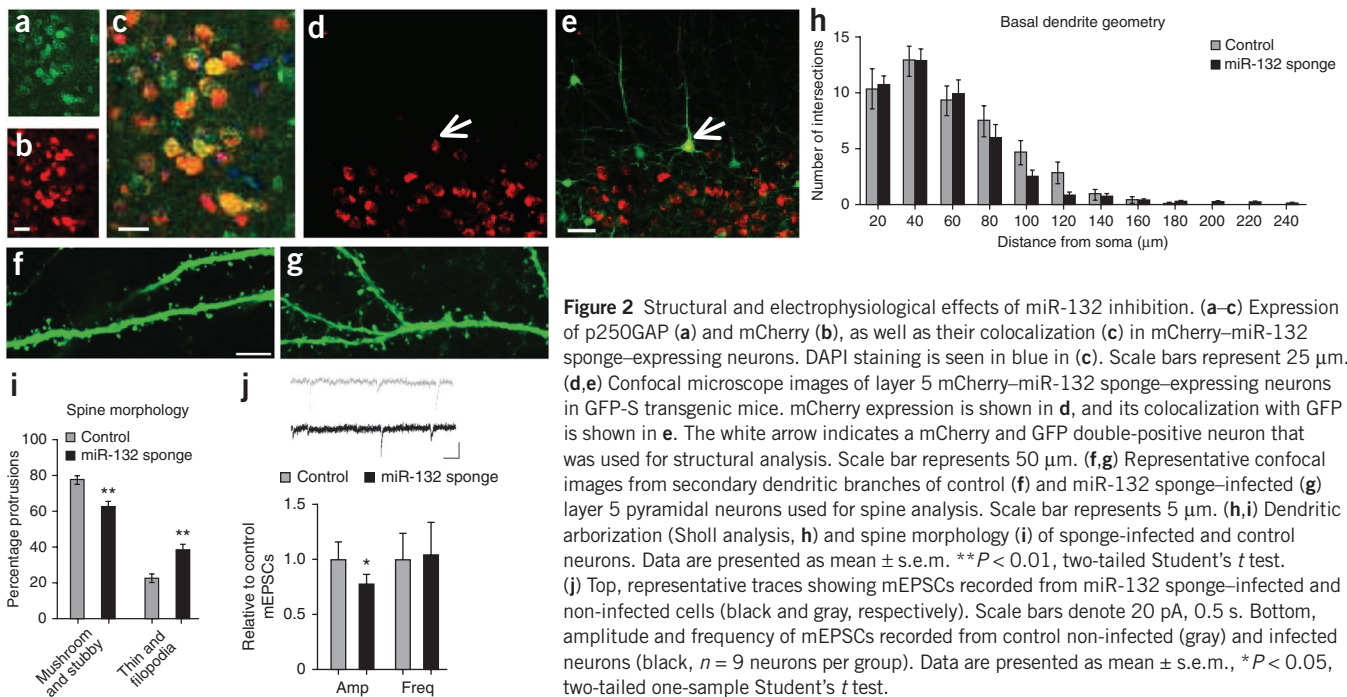 a
b
c
d
e
h
Basal dendrite geometry
Control
miR-132 sponge
Number of intersections
15
10
5
0
20 40 60 80 100 120 140 160 180 200 220 240
Distance from soma (μm)
f
g
i
Spine morphology
Control
miR-132 sponge
Percentage protrusions
100
80
60
40
20
0
**
**
Mushroom
and stubby
Thin and
filopodia
j
Control miR-132 sponge
Relative to control
mEPSCs
1.5
1.0
0.5
0
*
Amp Freq
Figure 2 Structural and electrophysiological effects of miR-132 inhibition. (a–c) Expression
of p250GAP (a) and mCherry (b), as well as their colocalization (c) in mCherry–miR-132
sponge–expressing neurons. DAPI staining is seen in blue in (c). Scale bars represent 25 μm.
(d,e) Confocal microscope images of layer 5 mCherry–miR-132 sponge–expressing neurons
in GFP-S transgenic mice. mCherry expression is shown in d, and its colocalization with GFP
is shown in e. The white arrow indicates a mCherry and GFP double-positive neuron that
was used for structural analysis. Scale bar represents 50 μm. (f,g) Representative confocal
images from secondary dendritic branches of control (f) and miR-132 sponge–infected (g)
layer 5 pyramidal neurons used for spine analysis. Scale bar represents 5 μm. (h,i) Dendritic
arborization (Sholl analysis, h) and spine morphology (i) of sponge-infected and control
neurons. Data are presented as mean ± s.e.m. **P < 0.01, two-tailed Student's t test.
(j) Top, representative traces showing mEPSCs recorded from miR-132 sponge–infected and
non-infected cells (black and gray, respectively). Scale bars denote 20 pA, 0.5 s. Bottom,
amplitude and frequency of mEPSCs recorded from control non-infected (gray) and infected
neurons (black, n = 9 neurons per group). Data are presented as mean ± s.e.m., *P < 0.05,
two-tailed one-sample Student's t test.